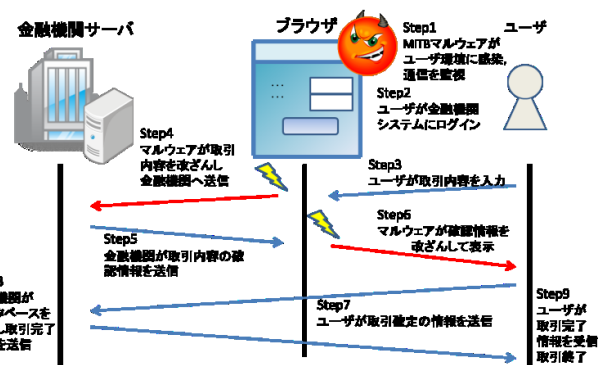 金融機関サーバ
ブラウザ
ユーザ
Step1
MITBマルウェアが
ユーザ環境に感染,
通信を監視
Step2
ユーザが金融機関
システムにログイン
Step4
マルウェアが取引
内容を改ざんし
金融機関へ送信
Step3
ユーザが取引内容を入力
Step6
マルウェアが確認情報を
改ざんして表示
Step5
金融機関が取引内容の確
認情報を送信
Step7
ユーザが取引確定の情報を送信
機関が
ベースを
し取引完了
を送信
Step9
ユーザが
取引完了
情報を受信
取引終了